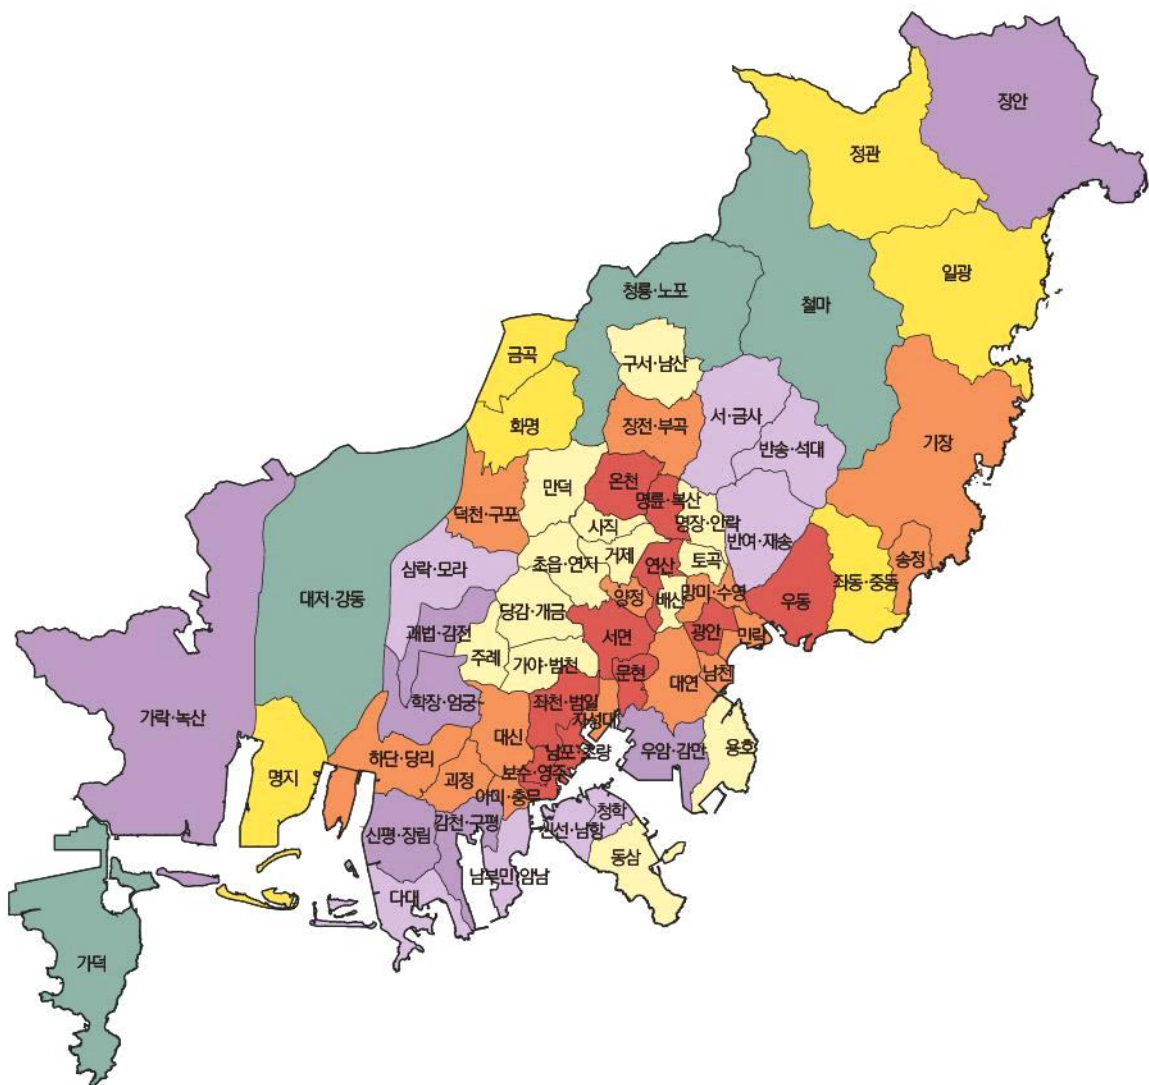 장안
정관
일광
청룡·노포
철마
금곡
구서·남산
서·금사
화명
장전·부곡
반송·석대
기장
만덕
온천
명륜·복산
덕천·구포
사직
명장·안락
반여·재송
송정
삼락·모라
초읍·연지
거제
연산
토곡
좌동·중동
대저·강동
당감·개금
양정
배산
망미·수영
우동
괘법·감전
서면
광안
민락
주례
가야·범천
문현
대연
남천
가락·녹산
학장·엄궁
좌천·범일
자성대
대신
우암·감만
용호
하단·당리
남포·초량
명지
괴정
보수·영주
아미·충무
신평·장림
감천·구평
신선·남항
청학
동삼
다대
남부민·암남
가덕